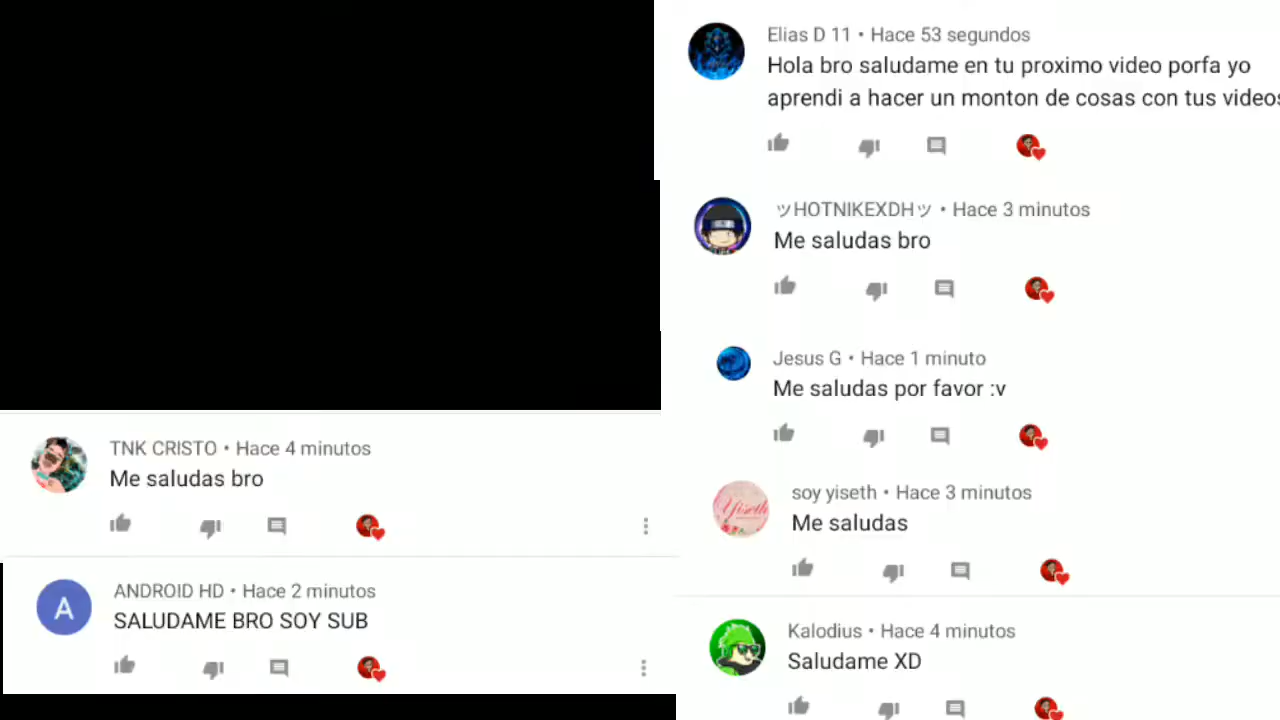 Elias D 11 • Hace 53 segundos
Hola bro saludame en tu proximo video porfa yo
aprendi a hacer un monton de cosas con tus videos
ッHOTNIKEXDHッ • Hace 3 minutos
Me saludas bro
Jesus G • Hace 1 minuto
Me saludas por favor :v
TNK CRISTO • Hace 4 minutos
Me saludas bro
soy yiseth • Hace 3 minutos
Yiseth
Me saludas
ANDROID HD • Hace 2 minutos
A
SALUDAME BRO SOY SUB
Kalodius • Hace 4 minutos
Saludame XD